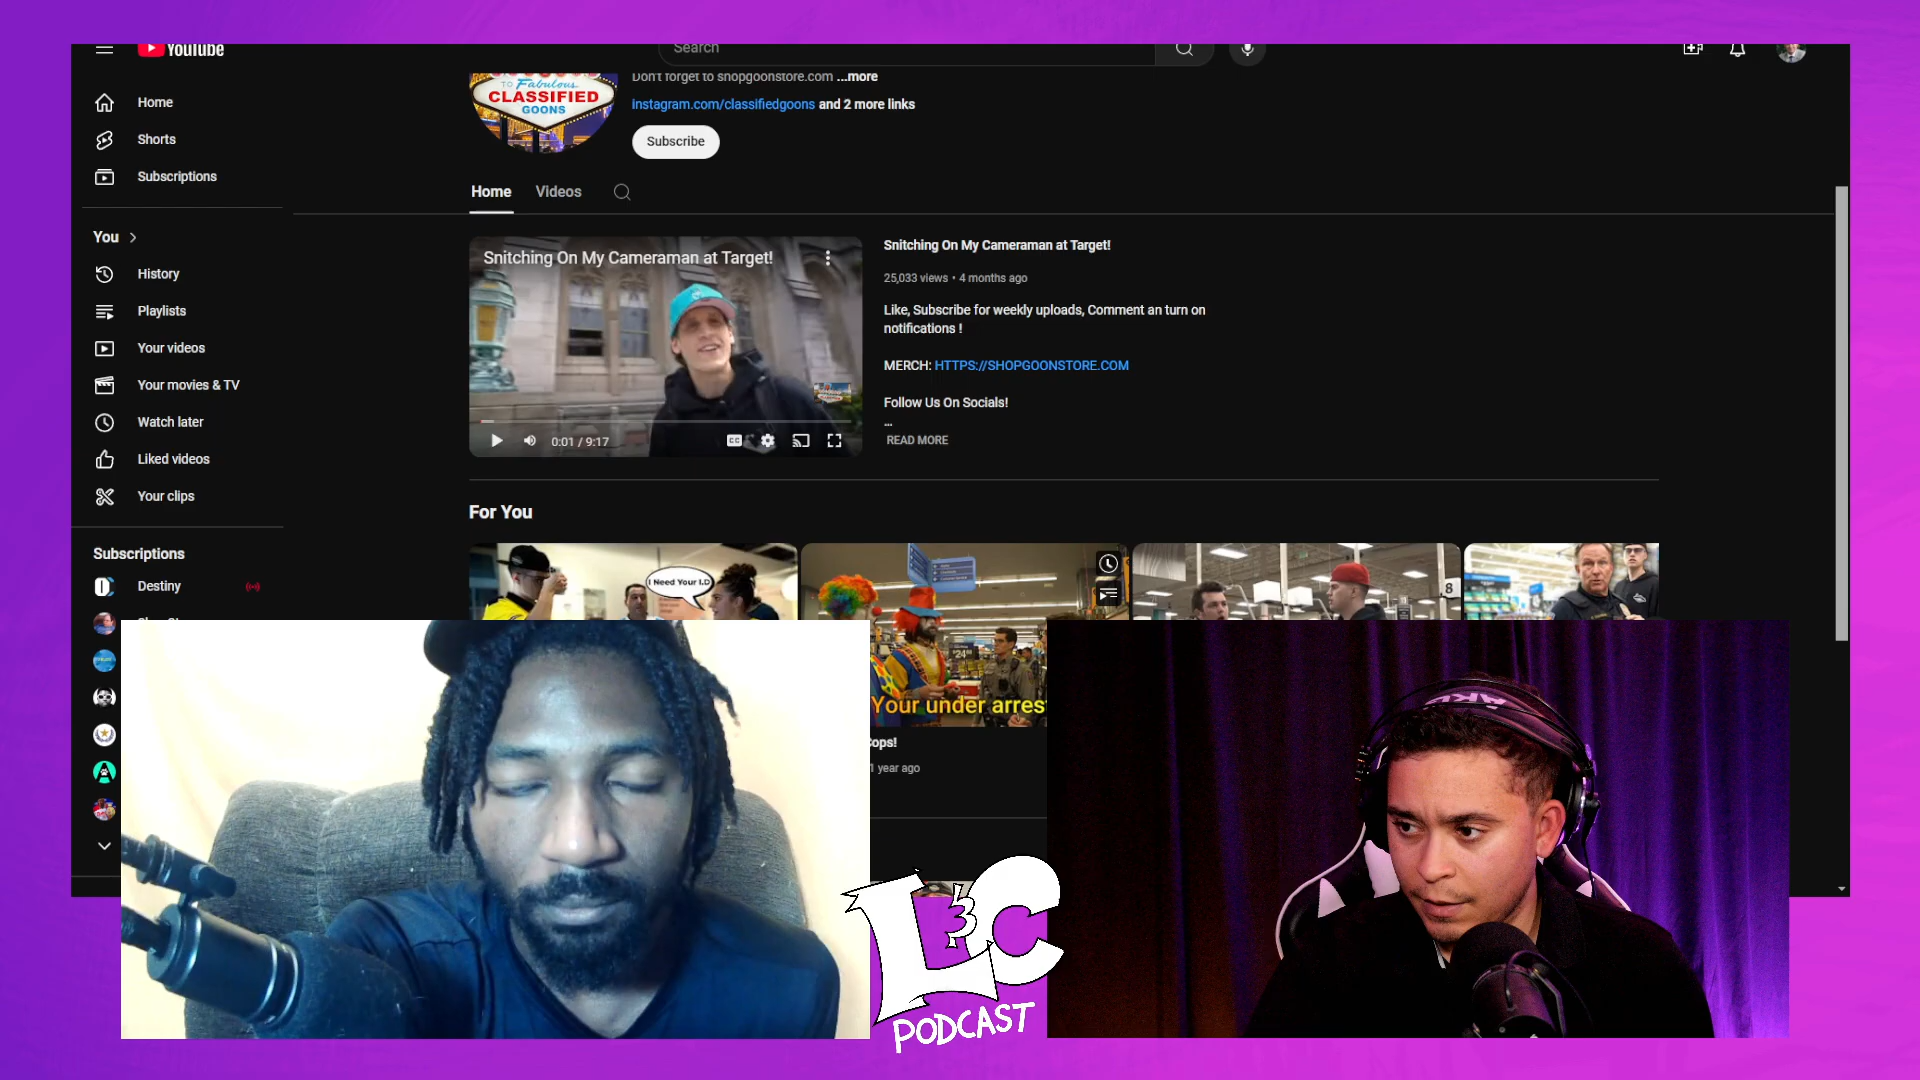 YouTube
Search
Home
Shorts
Subscriptions
You
History
Playlists
Your videos
Your movies & TV
Watch later
Liked videos
Your clips
Subscriptions
Destiny
TO Fabulous
CLASSIFIED
GOONS
Don't forget to shopgoonstore.com ...more
instagram.com/classifiedgoons and 2 more links
Subscribe
Home Videos
Snitching On My Cameraman at Target!
0:01 / 9:17
CC
Snitching On My Cameraman at Target!
25,033 views • 4 months ago
Like, Subscribe for weekly uploads, Comment an turn on
notifications !
MERCH: HTTPS://SHOPGOONSTORE.COM
Follow Us On Socials!
...
READ MORE
For You
I Need Your I.D
8
Your under arrest
Cops!
1 year ago
L&C
PODCAST